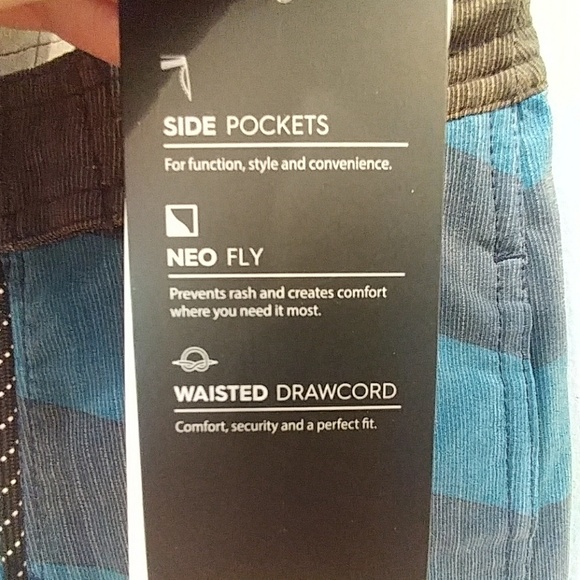 SIDE POCKETS
For function, style and convenience.
NEO FLY
Prevents rash and creates comfort
where you need it most.
WAISTED DRAWCORD
Comfort, security and a perfect fit.